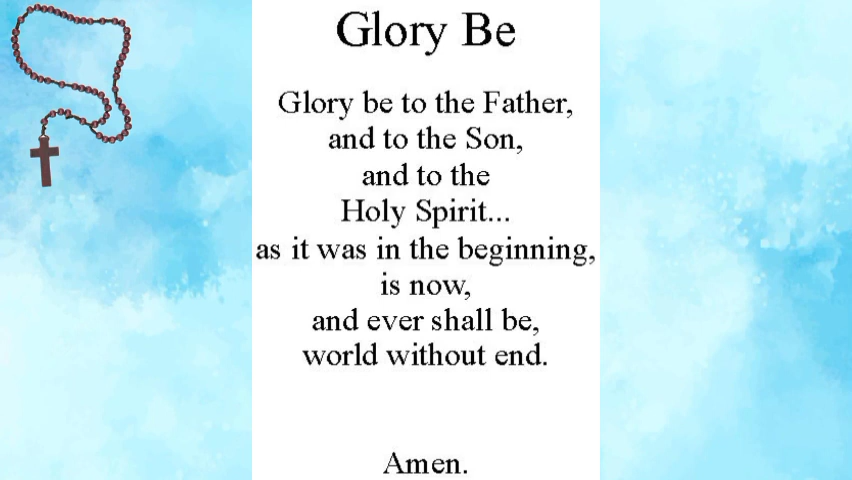 Glory Be
Glory be to the Father,
and to the Son,
and to the
Holy Spirit...
as it was in the beginning,
is now,
and ever shall be,
world without end.
Amen.